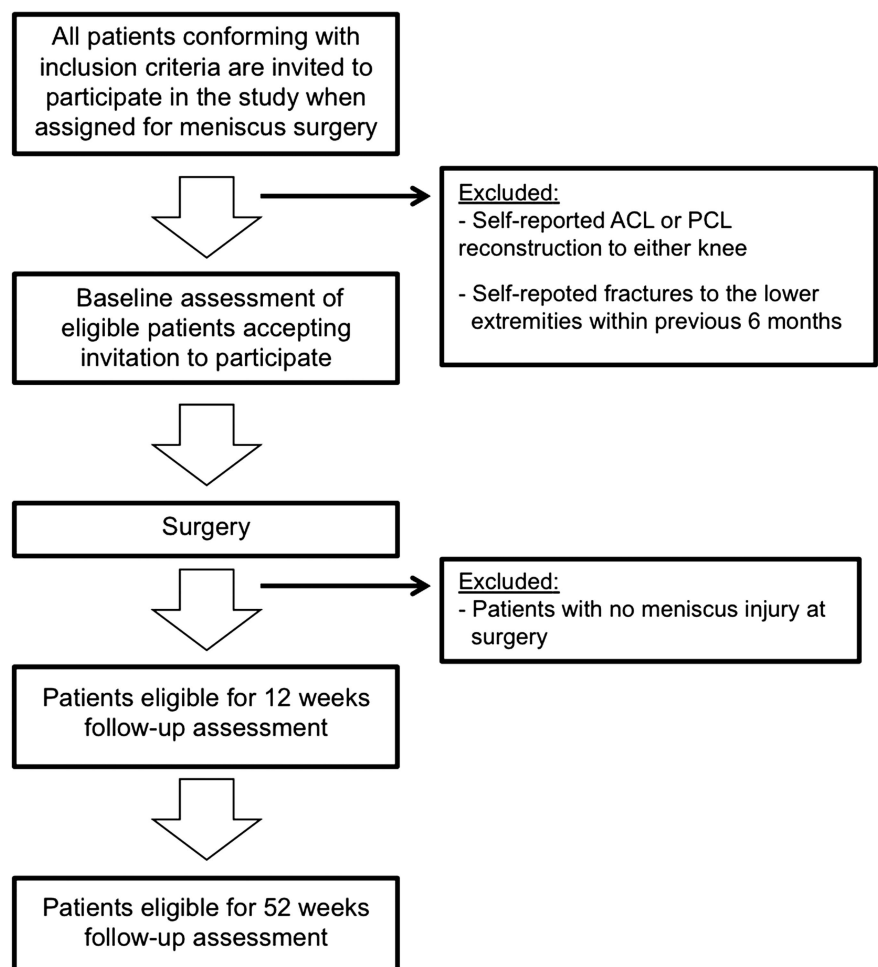 All patients conforming with
inclusion criteria are invited to
participate in the study when
assigned for meniscus surgery
Excluded:
- Self-reported ACL or PCL
reconstruction to either knee
- Self-repoted fractures to the lower
extremities within previous 6 months
Baseline assessment of
eligible patients accepting
invitation to participate
Surgery
Excluded:
- Patients with no meniscus injury at
surgery
Patients eligible for 12 weeks
follow-up assessment
Patients eligible for 52 weeks
follow-up assessment